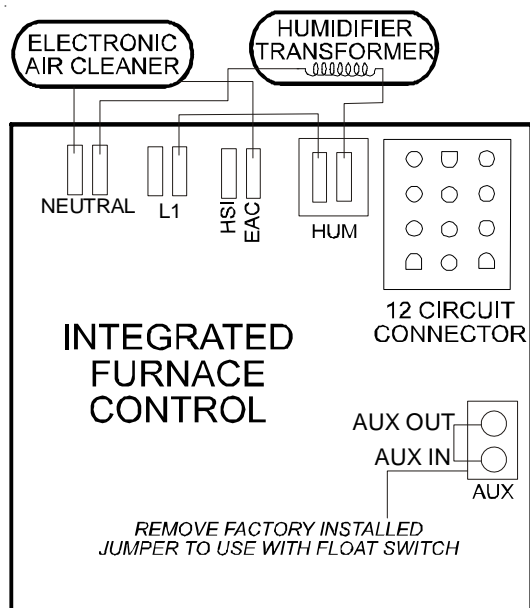 ELECTRONIC
AIR CLEANER
HUMIDIFIER
TRANSFORMER
NEUTRAL
L1
HSI
EAC
HUM
12 CIRCUIT
CONNECTOR
INTEGRATED
FURNACE
CONTROL
AUX OUT
AUX IN
AUX
REMOVE FACTORY INSTALLED
JUMPER TO USE WITH FLOAT SWITCH